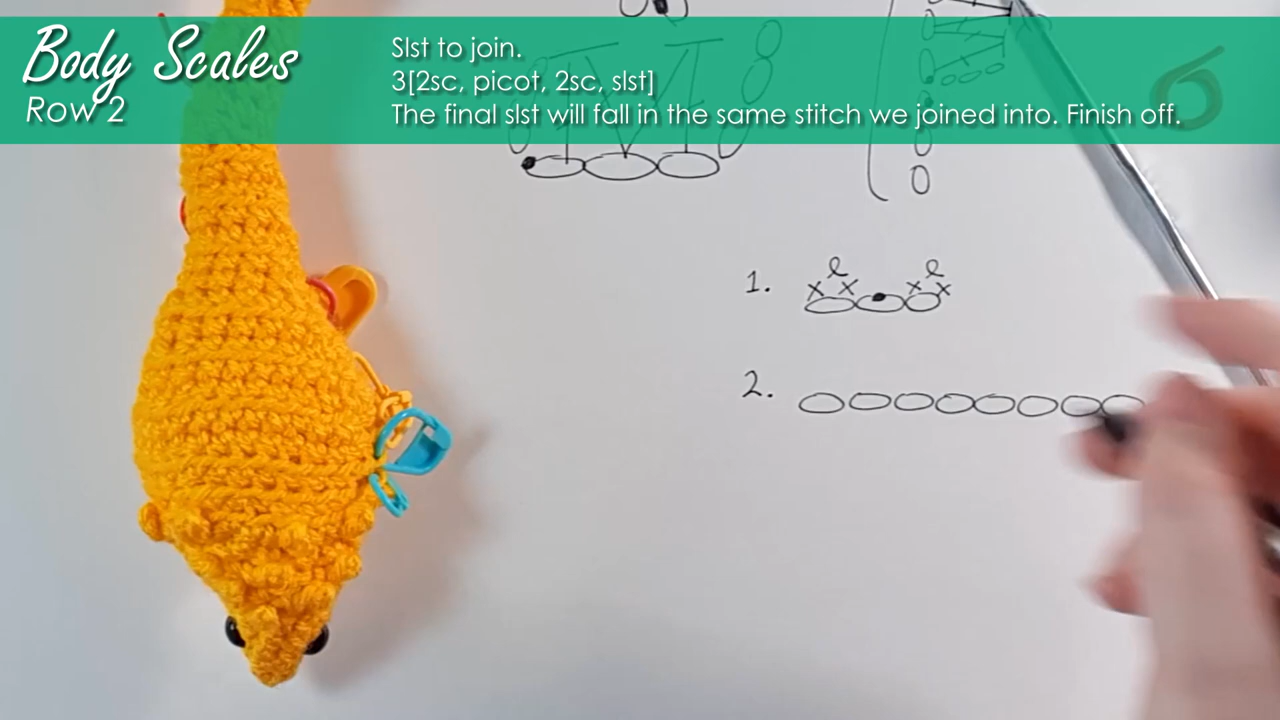 Body Scales
Row 2
Slst to join.
3[2sc, picot, 2sc, slst]
The final slst will fall in the same stitch we joined into. Finish off.
1.
2.